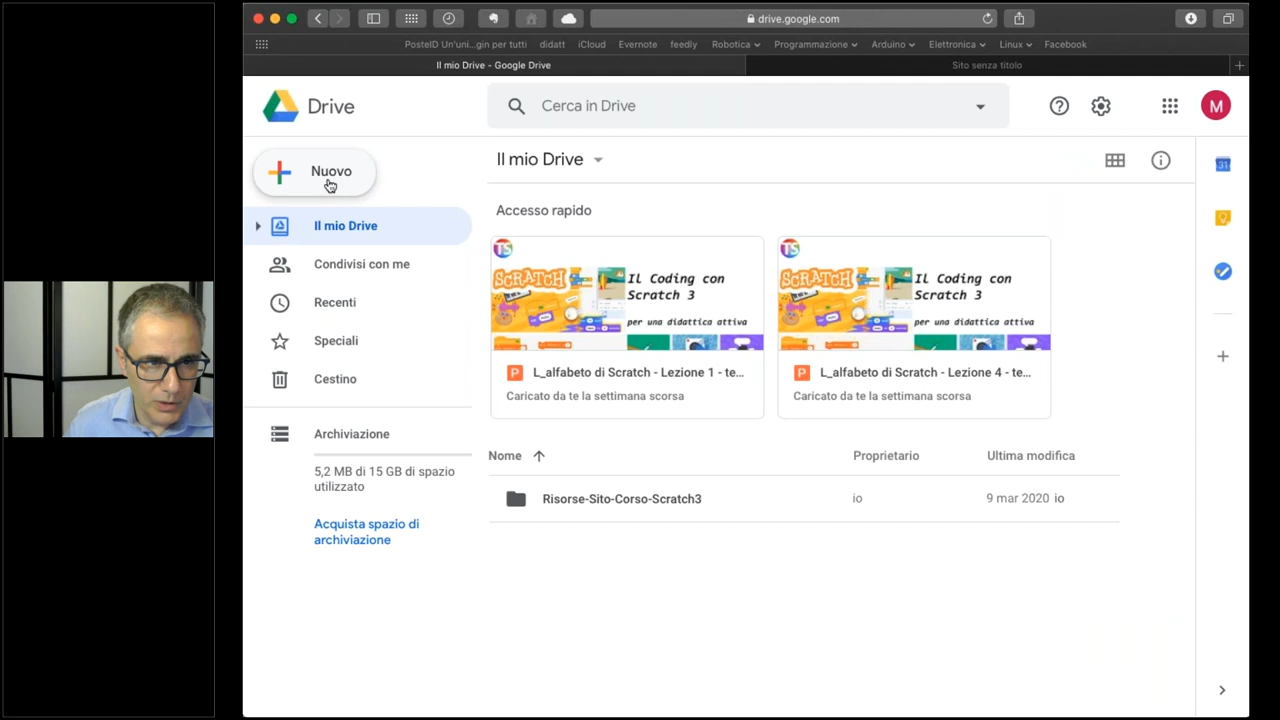 drive.google.com
PosteID Un'uni...gin per tutti didatt iCloud Evernote feedly Robotica Programmazione Arduino Elettronica Linux Facebook
Il mio Drive - Google Drive
Sito senza titolo
Drive
Cerca in Drive
M
Nuovo
Il mio Drive
31
Il mio Drive
Condivisi con me
Recenti
Speciali
Cestino
Archiviazione
5,2 MB di 15 GB di spazio
utilizzato
Acquista spazio di
archiviazione
Accesso rapido
TS
SCRATCH
Il Coding con
Scratch 3
per una didattica attiva
P L_alfabeto di Scratch - Lezione 1 - te...
Caricato da te la settimana scorsa
TS
SCRATCH
Il Coding con
Scratch 3
per una didattica attiva
P L_alfabeto di Scratch - Lezione 4 - te...
Caricato da te la settimana scorsa
Nome Proprietario Ultima modifica
Risorse-Sito-Corso-Scratch3 io 9 mar 2020 io